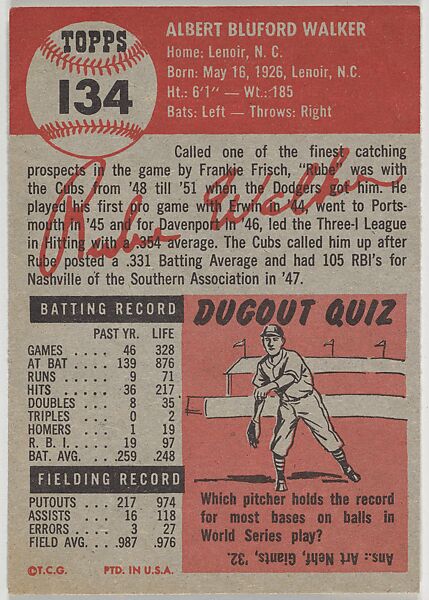 TOPPS
134
ALBERT BLUFORD WALKER
Home: Lenoir, N. C.
Born: May 16, 1926, Lenoir, N.C.
Ht.: 6'1" — Wt.: 185
Bats: Left — Throws: Right
Called one of the finest catching
prospects in the game by Frankie Frisch, "Rube" was with
the Cubs from '48 till '51 when the Dodgers got him. He
played his first pro game with Erwin in 44, went to Ports-
mouth in '45 and for Davenport in '46, led the Three-I League
in Hitting with a .354 average. The Cubs called him up after
Rube posted a .331 Batting Average and had 105 RBI's for
Nashville of the Southern Association in '47.
Rube Walker
BATTING RECORD
PAST YR. LIFE
GAMES .... 46 328
AT BAT .... 139 876
RUNS .... 9 71
HITS .... 36 217
DOUBLES .. 8 35
TRIPLES ... 0 2
HOMERS .. 1 19
R. B. I. .... 19 97
BAT. AVG. .. .259 .248
FIELDING RECORD
PUTOUTS ... 217 974
ASSISTS .... 16 118
ERRORS .... 3 27
FIELD AVG. .. .987 .976
©T.C.G. PTD. IN U.S.A.
DUGOUT QUIZ
Which pitcher holds the record
for most bases on balls in
World Series play?
Ans.: Art Nehf, Giants, '32.